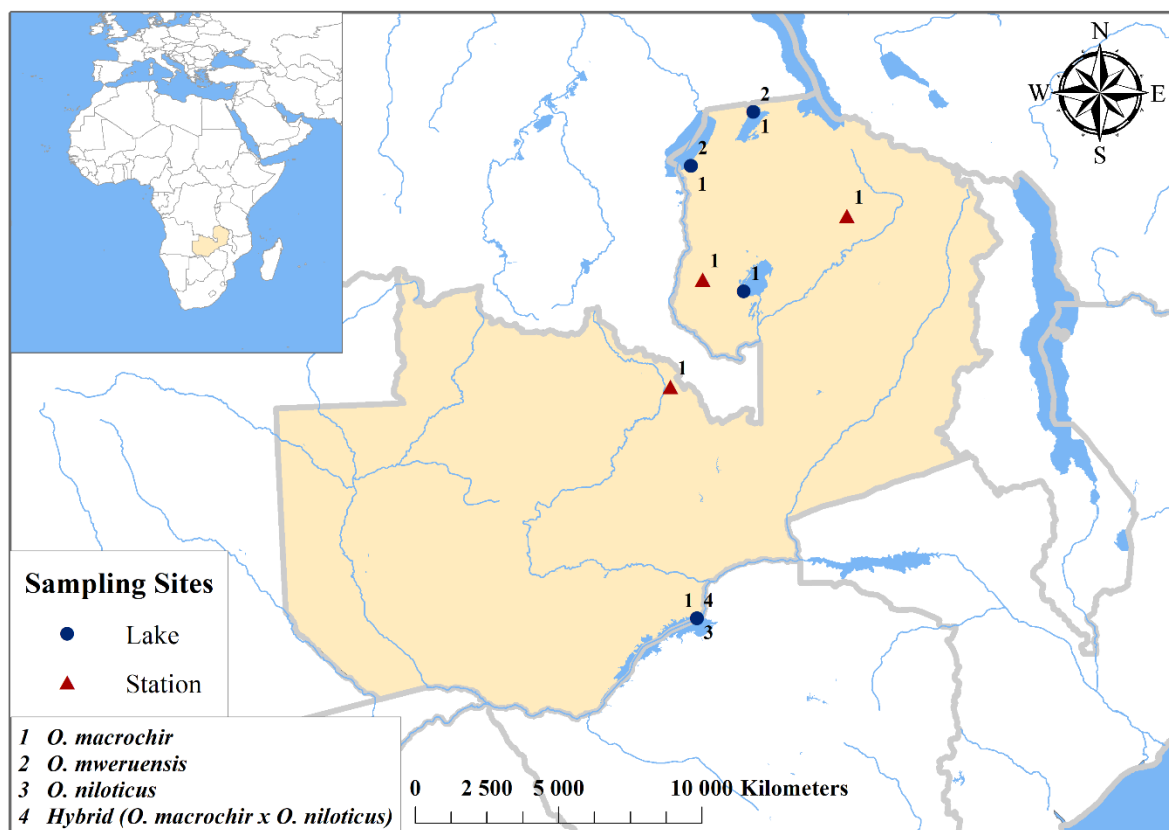 N
W E
S
2
1
2
1
1
1
1
1
1 4
3
Sampling Sites
Lake
Station
1 O. macrochir
2 O. mweruensis
3 O. niloticus
4 Hybrid (O. macrochir x O. niloticus)
0 2 500 5 000 10 000 Kilometers